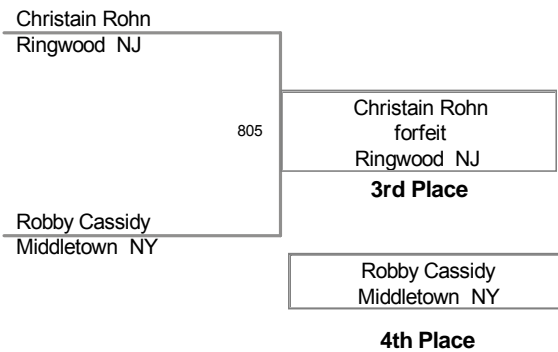 Christain Rohn
Ringwood NJ
805
Christain Rohn
forfeit
Ringwood NJ
3rd Place
Robby Cassidy
Middletown NY
Robby Cassidy
Middletown NY
4th Place